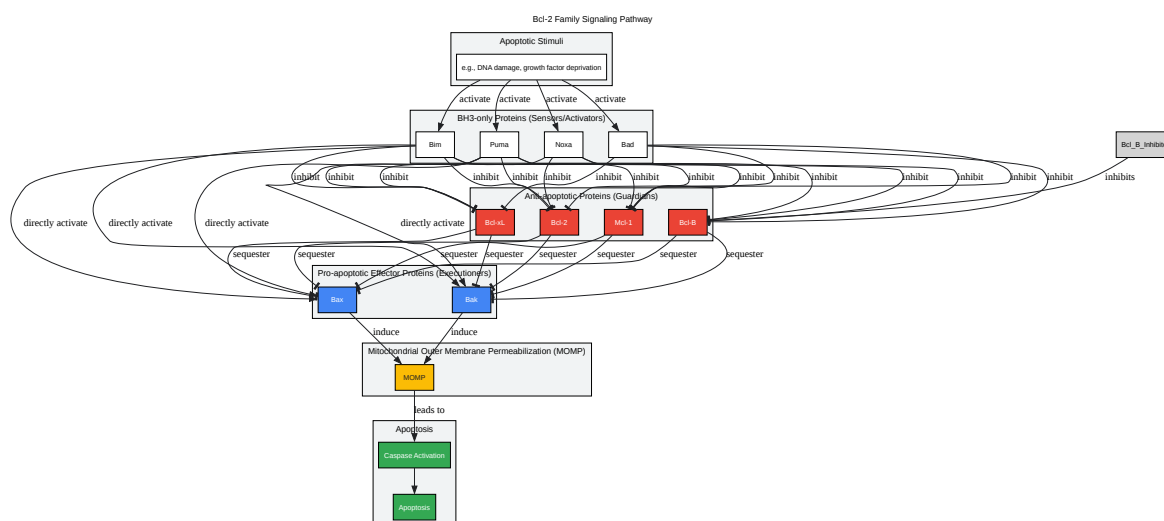 Bcl-2 Family Signaling Pathway
Apoptotic Stimuli
e.g., DNA damage, growth factor deprivation
activate activate activate activate
BH3-only Proteins (Sensors/Activators)
Bim Puma Noxa Bad
inhibit inhibit inhibit inhibit inhibit inhibit inhibit inhibit inhibit inhibit inhibit inhibit inhibit inhibits
Anti-apoptotic Proteins (Guardians)
Bcl-xL Bcl-2 Mcl-1 Bcl-B
directly activate directly activate directly activate directly activate
sequester sequester sequester sequester sequester sequester sequester
Pro-apoptotic Effector Proteins (Executioners)
Bax Bak
induce induce
Mitochondrial Outer Membrane Permeabilization (MOMP)
MOMP
leads to
Apoptosis
Caspase Activation
Apoptosis